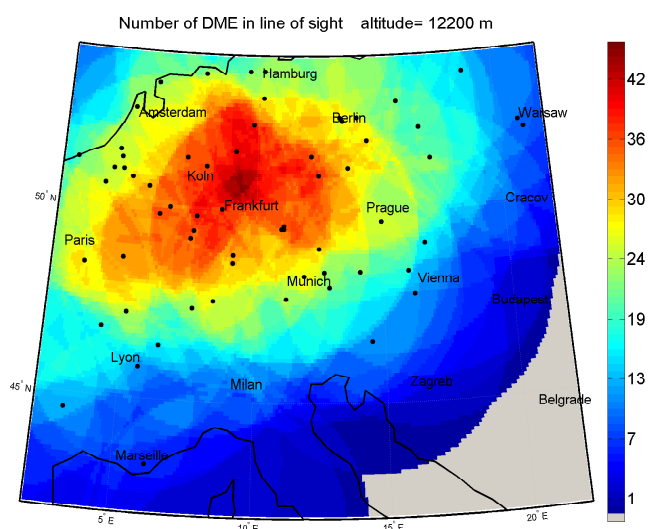 Number of DME in line of sight altitude= 12200 m
Hamburg
42
Amsterdam
Berlin
Warsaw
36
Koln
50° N
Frankfurt
Prague
Cracov
30
Paris
24
Munich
Vienna
Budapest
19
Lyon
45° N
Milan
Zagreb
13
Belgrade
7
Marseille
1
5° E
10° E
15° E
20° E